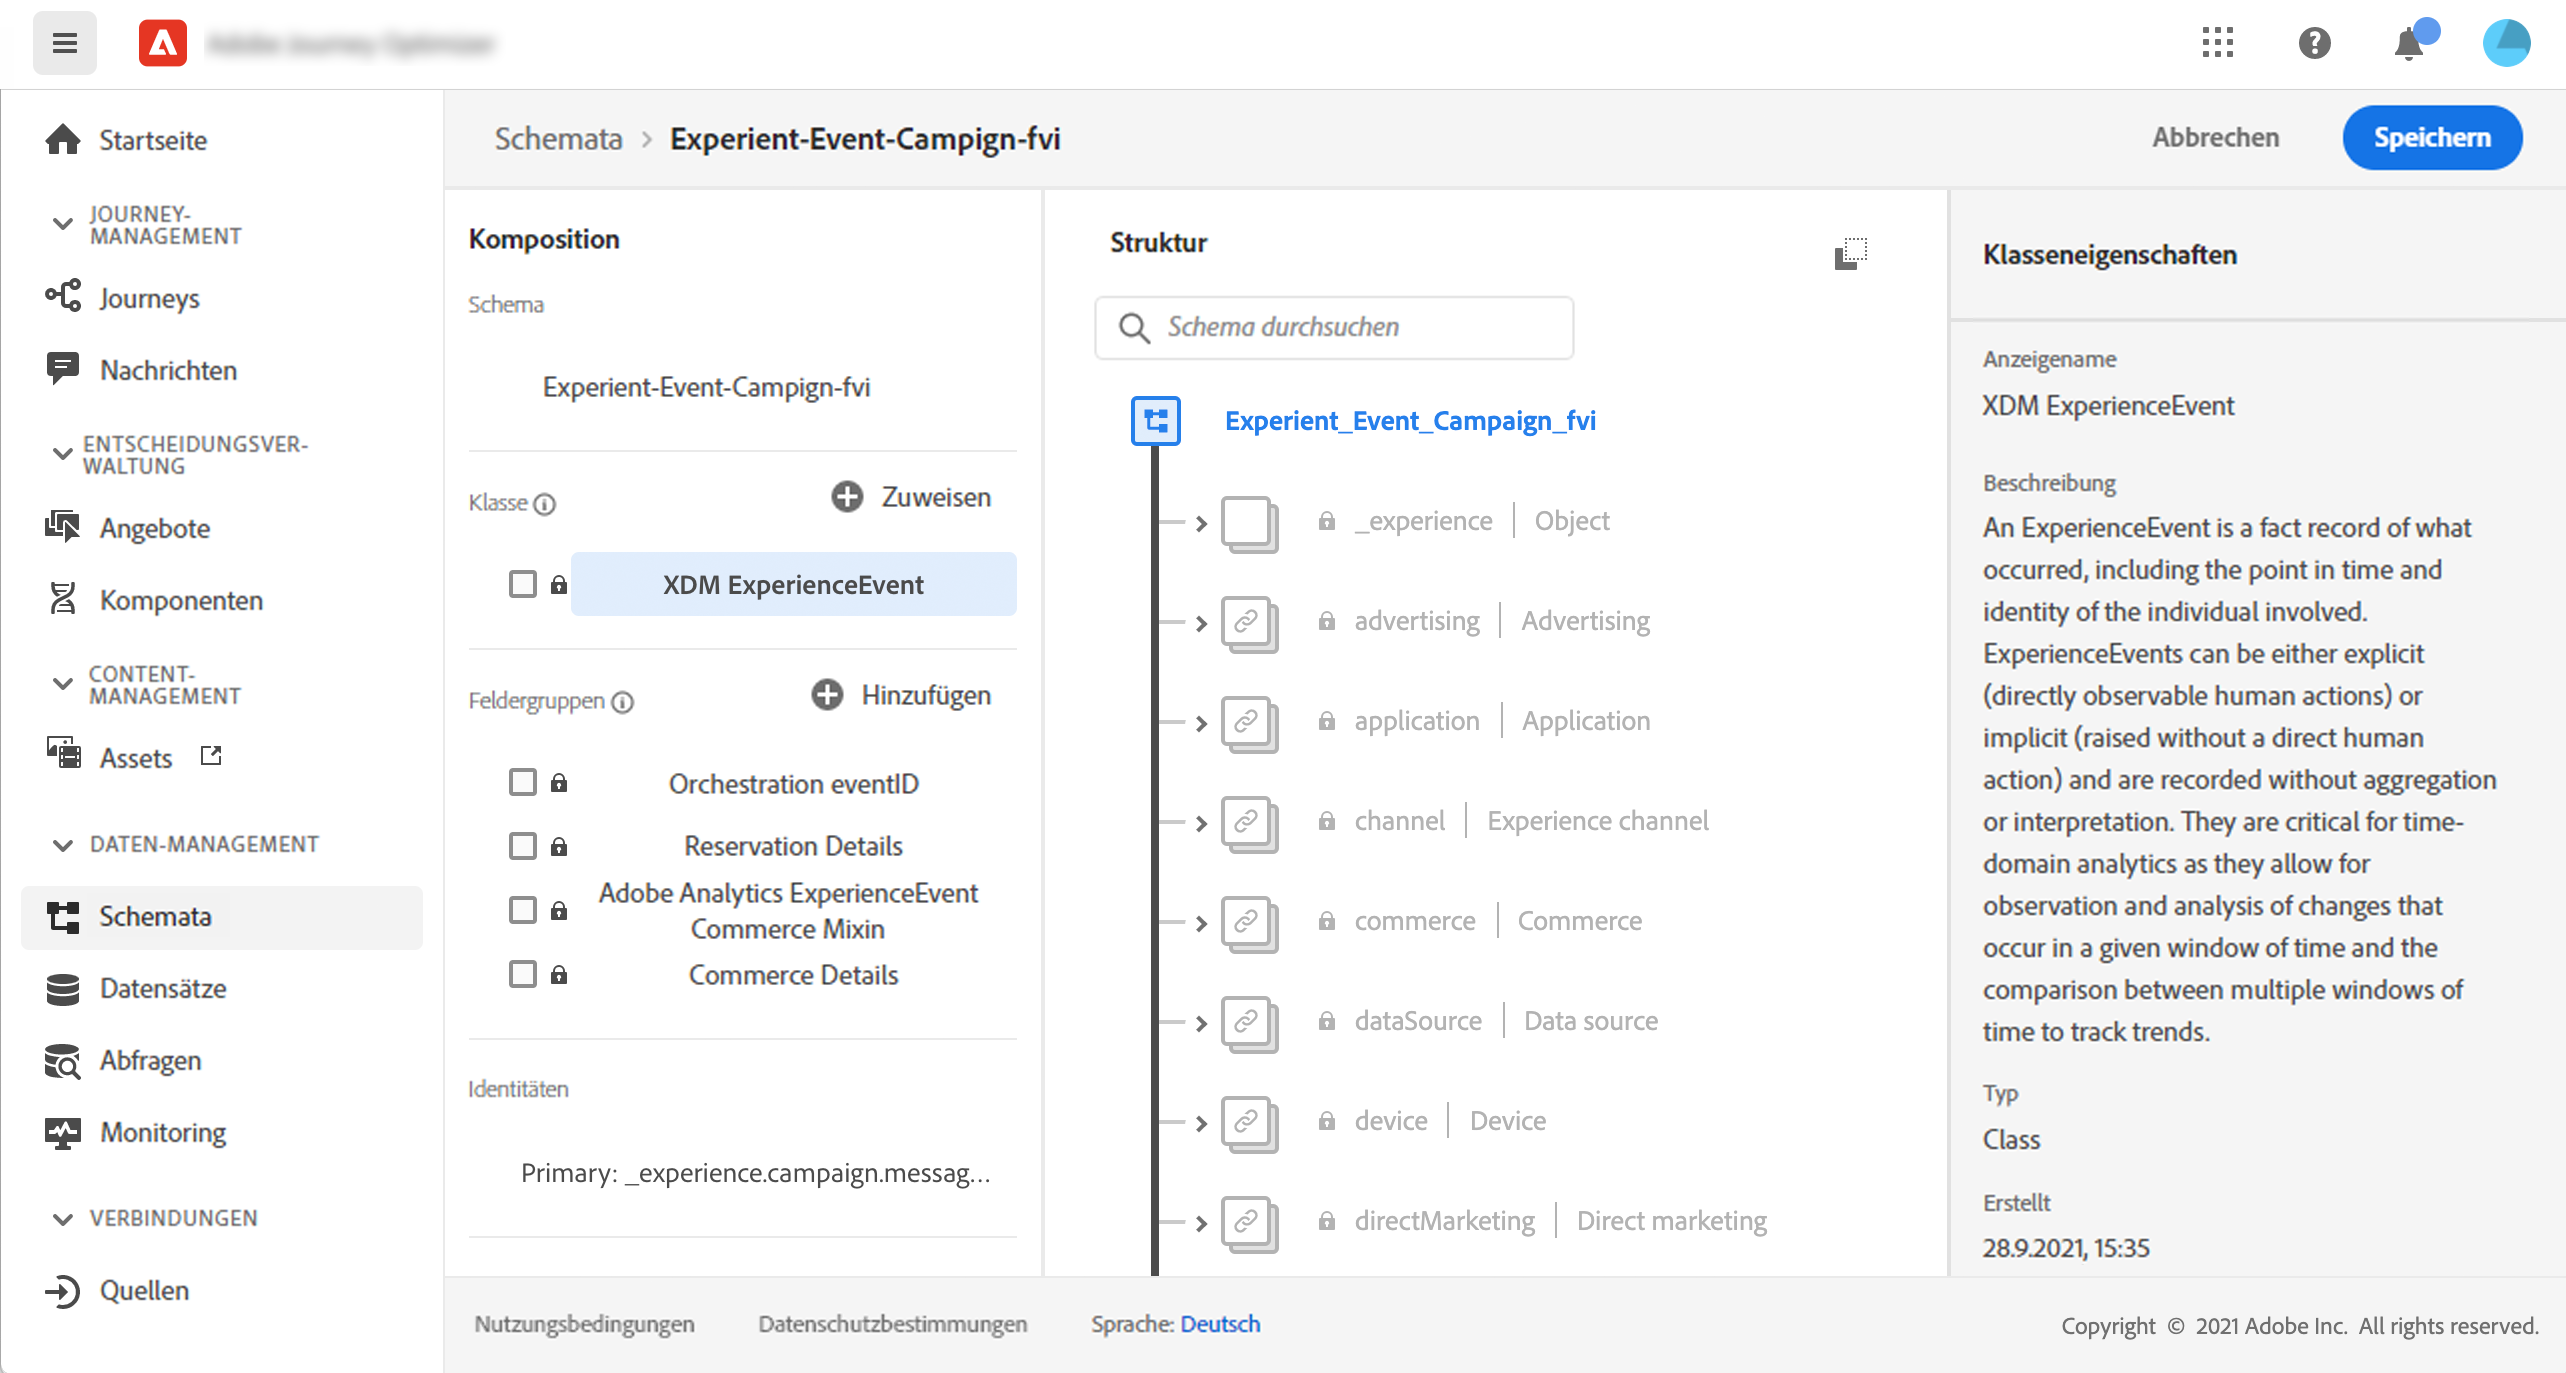 Startseite
JOURNEY-
MANAGEMENT
Journeys
Nachrichten
ENTSCHEIDUNGSVER-
WALTUNG
Angebote
Komponenten
CONTENT-
MANAGEMENT
Assets
DATEN-MANAGEMENT
Schemata
Datensätze
Abfragen
Monitoring
VERBINDUNGEN
Quellen
Schemata > Experient-Event-Campign-fvi
Abbrechen
Speichern
Komposition
Schema
Experient-Event-Campign-fvi
Klasse
Zuweisen
XDM ExperienceEvent
Feldergruppen
Hinzufügen
Orchestration eventID
Reservation Details
Adobe Analytics ExperienceEvent
Commerce Mixin
Commerce Details
Identitäten
Primary: _experience.campaign.messag...
Struktur
Schema durchsuchen
Experient_Event_Campaign_fvi
_experience | Object
advertising | Advertising
application | Application
channel | Experience channel
commerce | Commerce
dataSource | Data source
device | Device
directMarketing | Direct marketing
Klasseneigenschaften
Anzeigename
XDM ExperienceEvent
Beschreibung
An ExperienceEvent is a fact record of what
occurred, including the point in time and
identity of the individual involved.
ExperienceEvents can be either explicit
(directly observable human actions) or
implicit (raised without a direct human
action) and are recorded without aggregation
or interpretation. They are critical for time-
domain analytics as they allow for
observation and analysis of changes that
occur in a given window of time and the
comparison between multiple windows of
time to track trends.
Typ
Class
Erstellt
28.9.2021, 15:35
Nutzungsbedingungen
Datenschutzbestimmungen
Sprache: Deutsch
Copyright © 2021 Adobe Inc. All rights reserved.